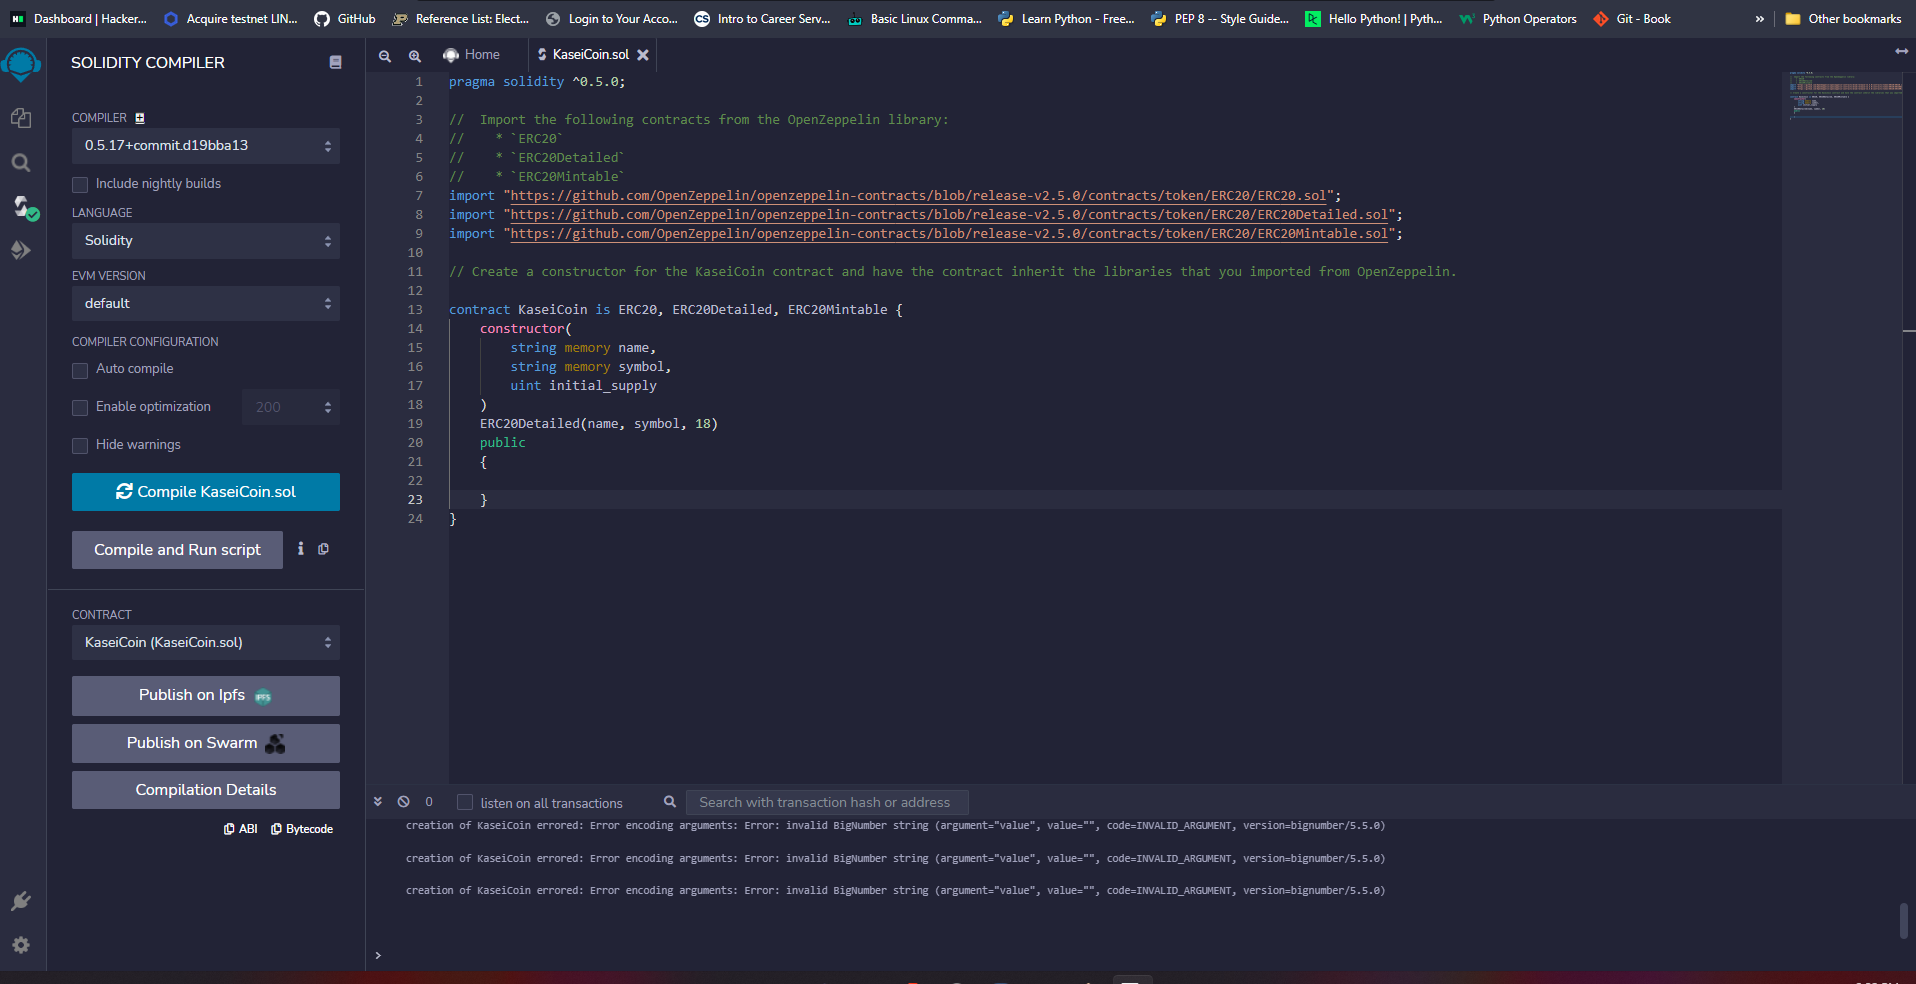 Dashboard | Hacker...
Acquire testnet LIN...
GitHub
Reference List: Elect...
Login to Your Acco...
CS
Intro to Career Serv...
Basic Linux Comma...
Learn Python - Free...
PEP 8 -- Style Guide...
Hello Python! | Pyth...
Python Operators
Git - Book
»
Other bookmarks
SOLIDITY COMPILER
COMPILER
0.5.17+commit.d19bba13
Include nightly builds
LANGUAGE
Solidity
EVM VERSION
default
COMPILER CONFIGURATION
Auto compile
Enable optimization
200
Hide warnings
Compile KaseiCoin.sol
Compile and Run script
CONTRACT
KaseiCoin (KaseiCoin.sol)
Publish on Ipfs
IPFS
Publish on Swarm
Compilation Details
ABI
Bytecode
Home
KaseiCoin.sol
1 pragma solidity ^0.5.0;
2
3 //  Import the following contracts from the OpenZeppelin library:
4 //    * `ERC20`
5 //    * `ERC20Detailed`
6 //    * `ERC20Mintable`
7 import "https://github.com/OpenZeppelin/openzeppelin-contracts/blob/release-v2.5.0/contracts/token/ERC20/ERC20.sol";
8 import "https://github.com/OpenZeppelin/openzeppelin-contracts/blob/release-v2.5.0/contracts/token/ERC20/ERC20Detailed.sol";
9 import "https://github.com/OpenZeppelin/openzeppelin-contracts/blob/release-v2.5.0/contracts/token/ERC20/ERC20Mintable.sol";
10
11 // Create a constructor for the KaseiCoin contract and have the contract inherit the libraries that you imported from OpenZeppelin.
12
13 contract KaseiCoin is ERC20, ERC20Detailed, ERC20Mintable {
14     constructor(
15         string memory name,
16         string memory symbol,
17         uint initial_supply
18     )
19     ERC20Detailed(name, symbol, 18)
20     public
21     {
22
23     }
24 }
0
listen on all transactions
Search with transaction hash or address
creation of KaseiCoin errored: Error encoding arguments: Error: invalid BigNumber string (argument="value", value="", code=INVALID_ARGUMENT, version=bignumber/5.5.0)
creation of KaseiCoin errored: Error encoding arguments: Error: invalid BigNumber string (argument="value", value="", code=INVALID_ARGUMENT, version=bignumber/5.5.0)
creation of KaseiCoin errored: Error encoding arguments: Error: invalid BigNumber string (argument="value", value="", code=INVALID_ARGUMENT, version=bignumber/5.5.0)
>